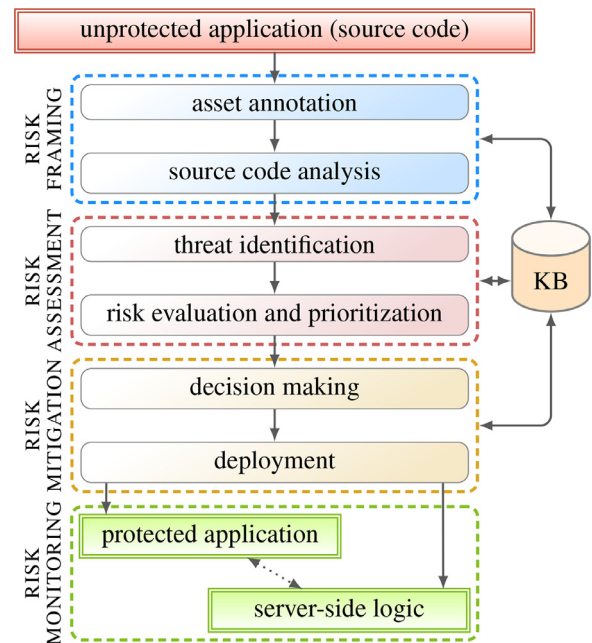 unprotected application (source code)
RISK
FRAMING
asset annotation
source code analysis
RISK
ASSESSMENT
threat identification
risk evaluation and prioritization
KB
RISK
MITIGATION
decision making
deployment
RISK
MONITORING
protected application
server-side logic